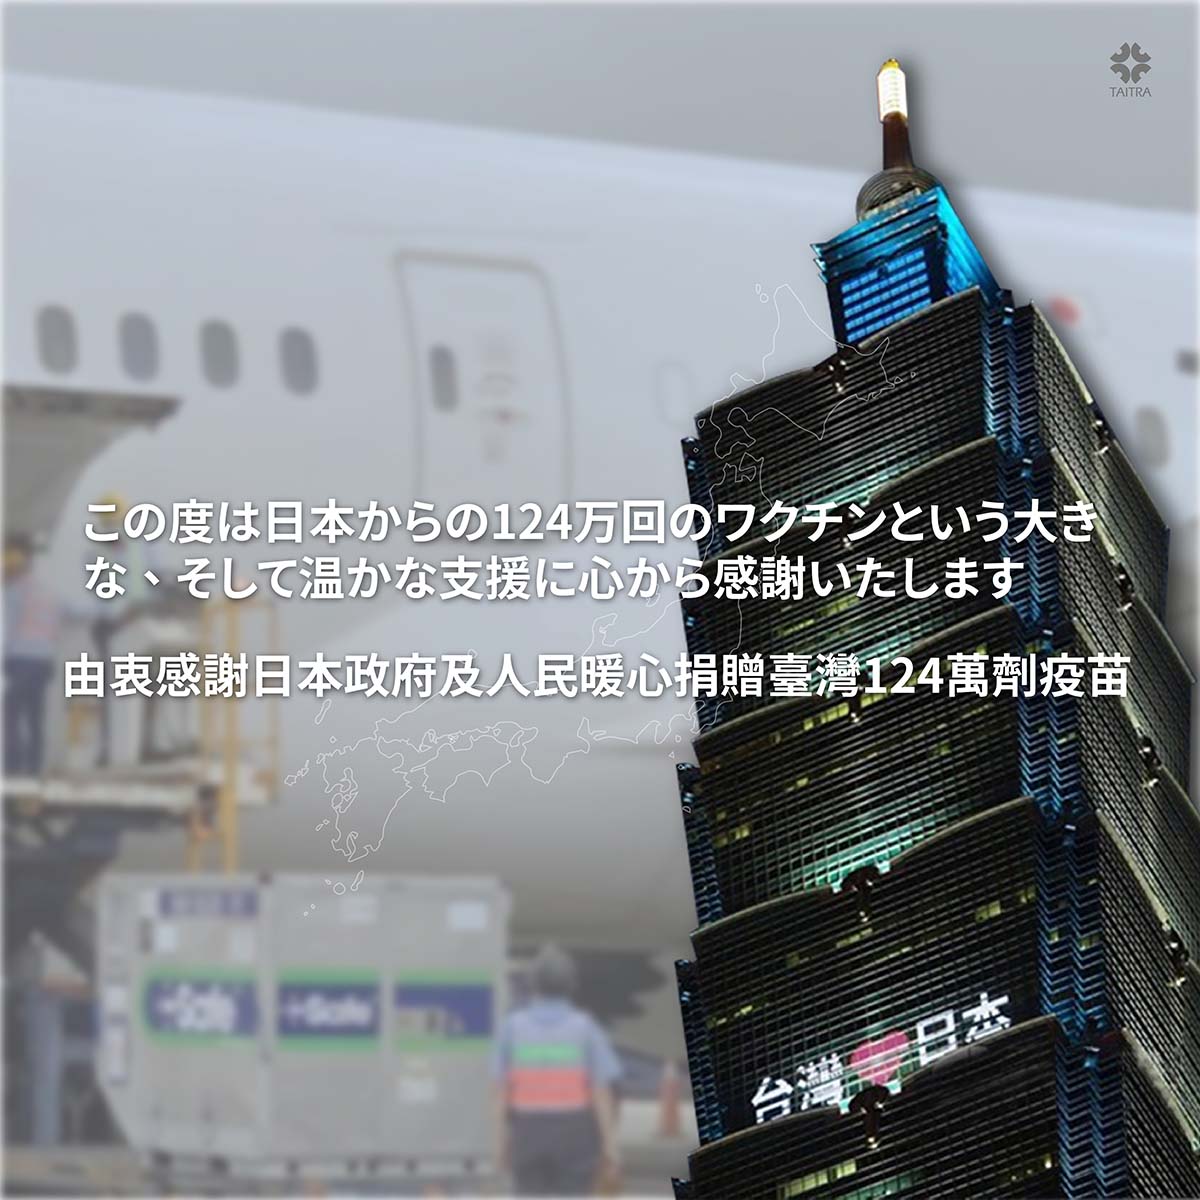 TAITRA
この度は日本からの124万回のワクチンという大き
な、そして温かな支援に心から感謝いたします
由衷感謝日本政府及人民暖心捐贈臺灣124萬劑疫苗
台灣❤日本